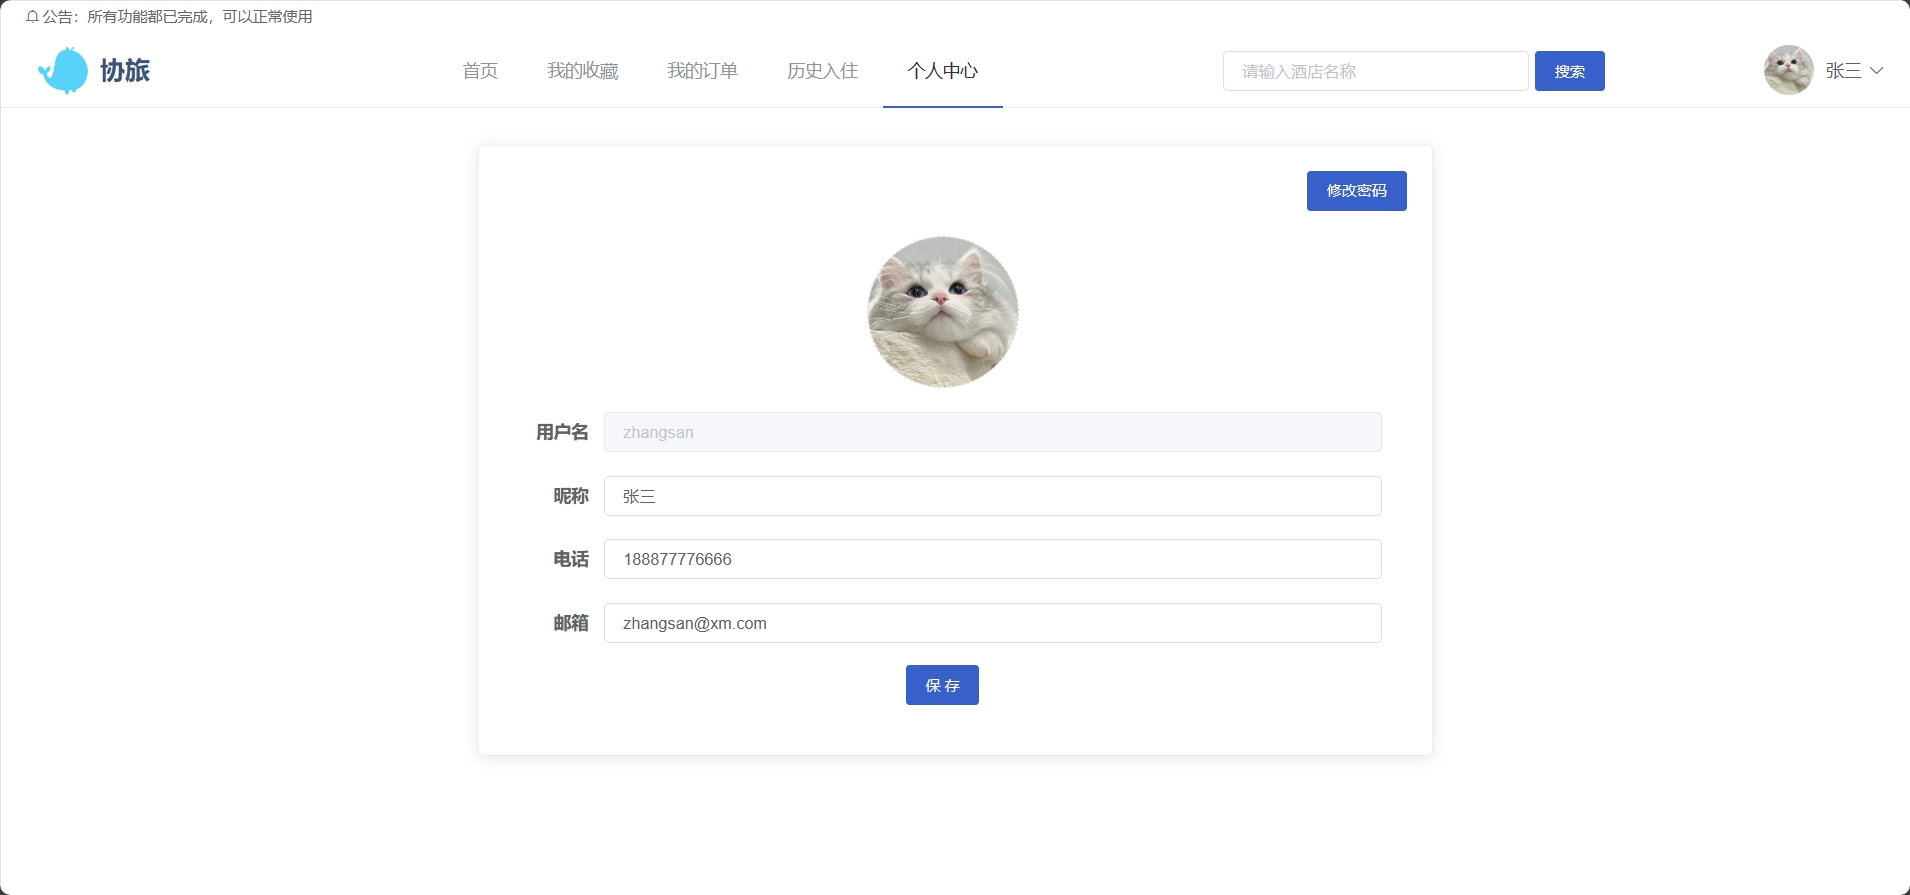 公告：所有功能都已完成，可以正常使用
协旅
首页 我的收藏 我的订单 历史入住 个人中心 请输入酒店名称 搜索 张三
修改密码
用户名 zhangsan
昵称 张三
电话 188877776666
邮箱 zhangsan@xm.com
保 存